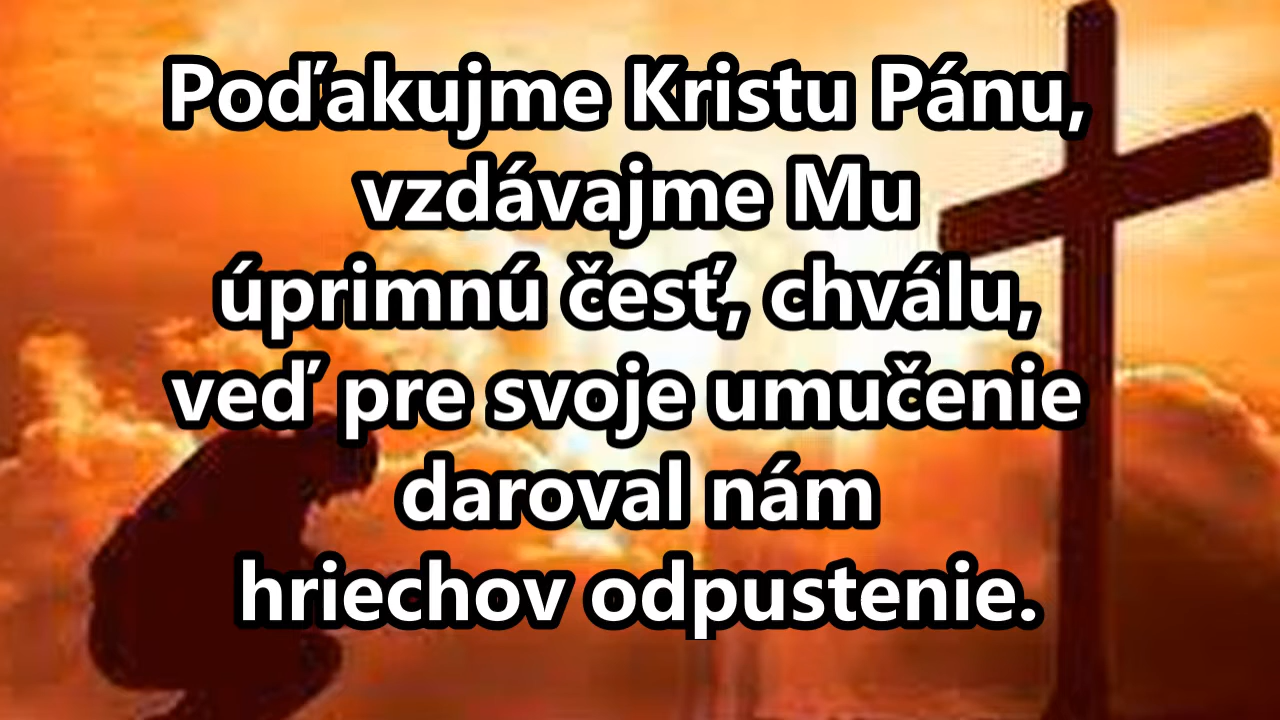 Poďakujme Kristu Pánu,
vzdávajme Mu
úprimnú česť, chválu,
veď pre svoje umučenie
daroval nám
hriechov odpustenie.